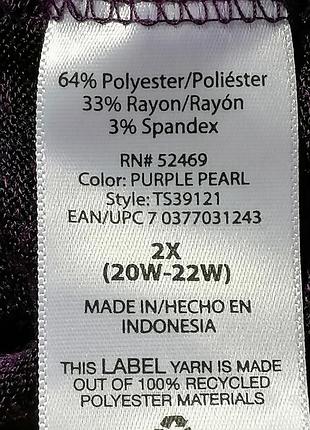 64% Polyester/Poliéster
33% Rayon/Rayón
3% Spandex
RN# 52469
Color: PURPLE PEARL
Style: TS39121
EAN/UPC 7 0377031243
2X
(20W-22W)
MADE IN/HECHO EN
INDONESIA
THIS LABEL YARN IS MADE
OUT OF 100% RECYCLED
POLYESTER MATERIALS